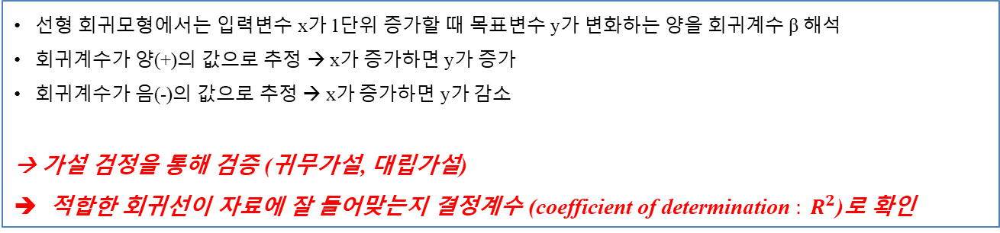 • 선형 회귀모형에서는 입력변수 x가 1단위 증가할 때 목표변수 y가 변화하는 양을 회귀계수 β 해석
• 회귀계수가 양(+)의 값으로 추정 → x가 증가하면 y가 증가
• 회귀계수가 음(-)의 값으로 추정 → x가 증가하면 y가 감소
→ 가설 검정을 통해 검증 (귀무가설, 대립가설)
→ 적합한 회귀선이 자료에 잘 들어맞는지 결정계수 (coefficient of determination : R²)로 확인